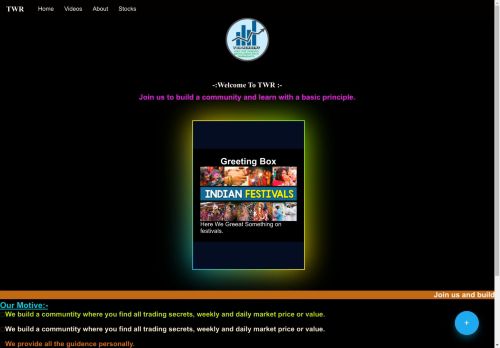 TWR Home Videos About Stocks
-:Welcome To TWR :-
Join us to build a community and learn with a basic principle.
Greeting Box
INDIAN FESTIVALS
Here We Greeat Something on
festivals.
Join us and build
Our Motive:-
We build a communtity where you find all trading secrets, weekly and daily market price or value.
We build a communtity where you find all trading secrets, weekly and daily market price or value.
We provide all the guidence personally.
+